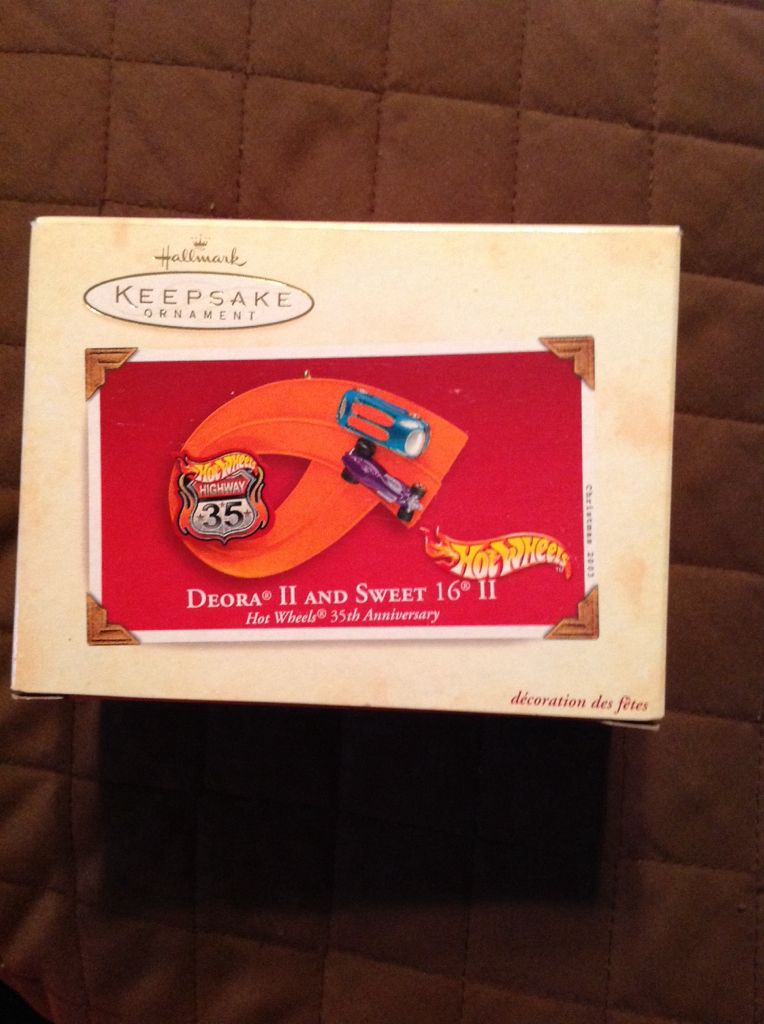 Hallmark
KEEPSAKE
ORNAMENT
HOT WHEELS
HIGHWAY
35
HOT WHEELS™
Christmas 2003
DEORA® II AND SWEET 16® II
Hot Wheels® 35th Anniversary
décoration des fêtes